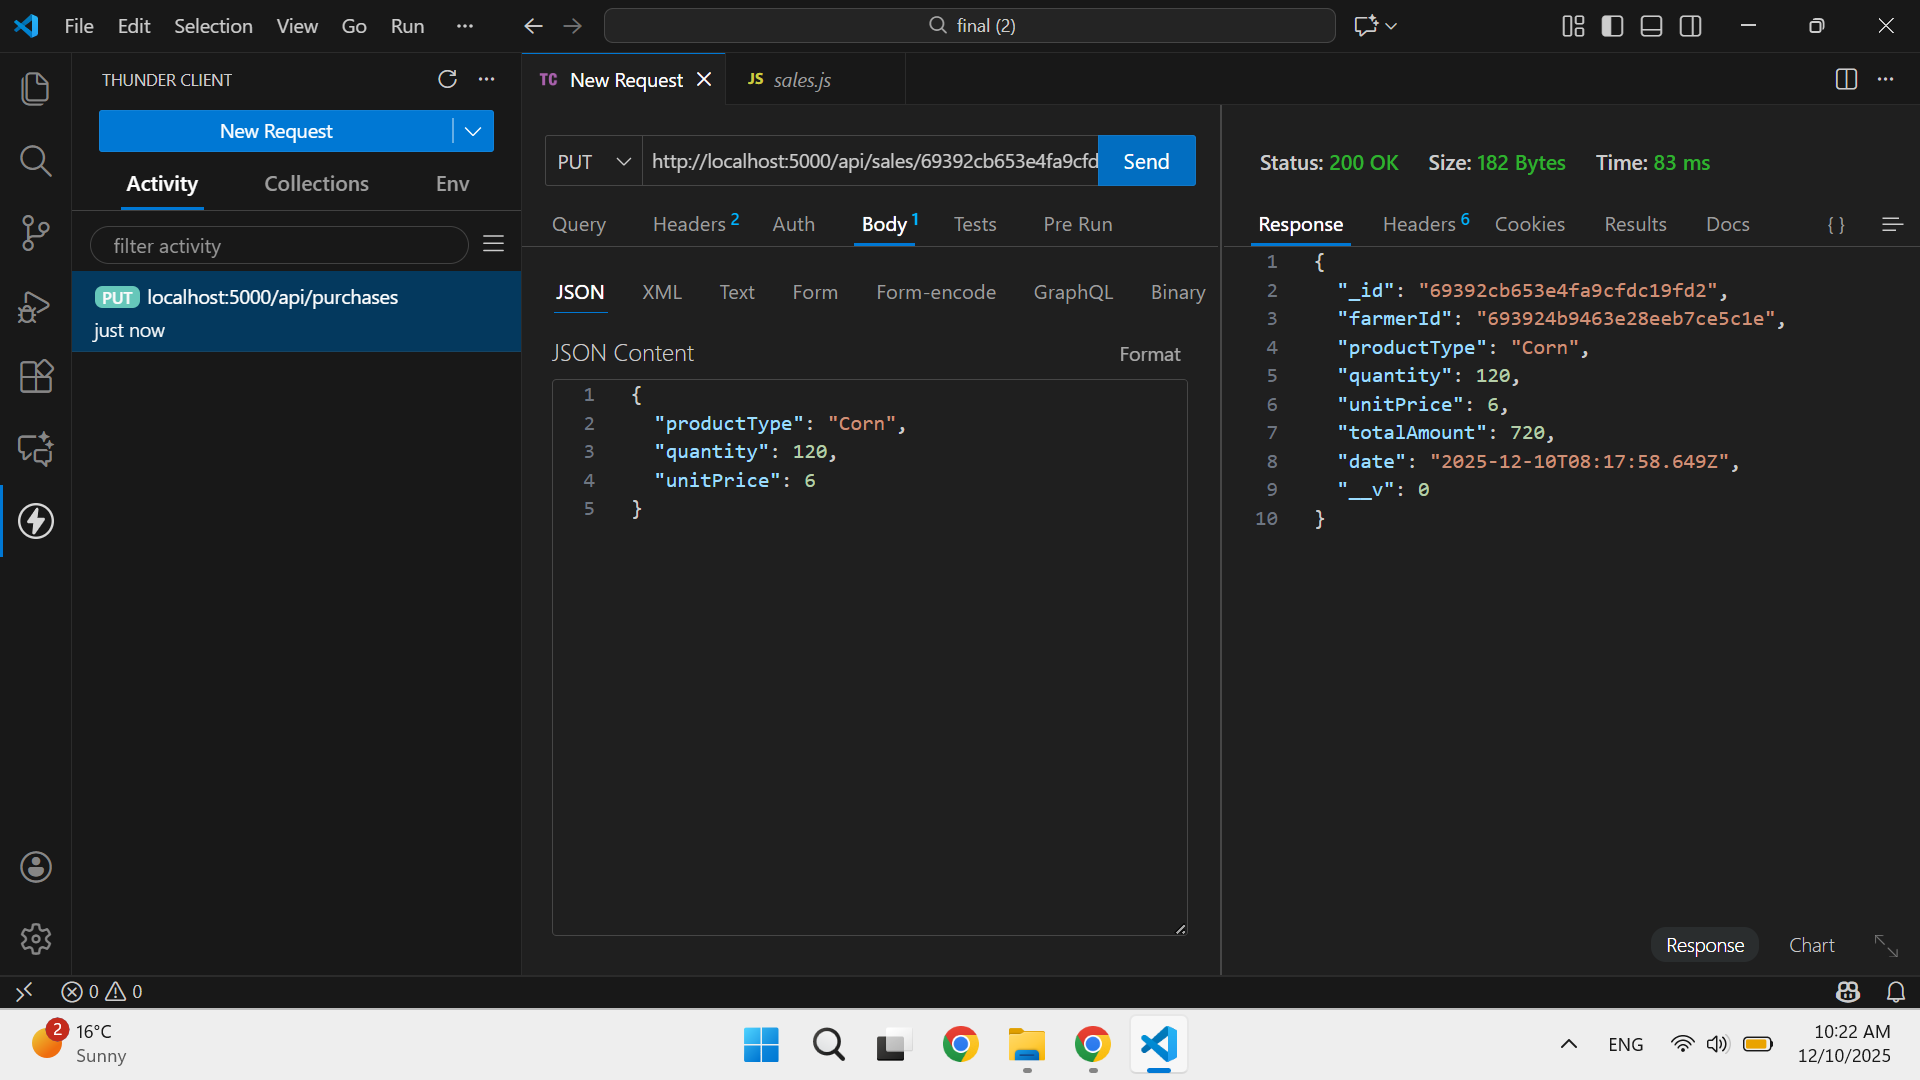 File Edit Selection View Go Run ... final (2)
THUNDER CLIENT ...
New Request
Activity Collections Env
filter activity
PUT localhost:5000/api/purchases
just now
TC New Request JS sales.js ...
PUT http://localhost:5000/api/sales/69392cb653e4fa9cfd Send
Query Headers 2 Auth Body 1 Tests Pre Run
JSON XML Text Form Form-encode GraphQL Binary
JSON Content Format
1 {
2 "productType": "Corn",
3 "quantity": 120,
4 "unitPrice": 6
5 }
Status: 200 OK Size: 182 Bytes Time: 83 ms
Response Headers 6 Cookies Results Docs { }
1 {
2 "_id": "69392cb653e4fa9cfdc19fd2",
3 "farmerId": "693924b9463e28eeb7ce5c1e",
4 "productType": "Corn",
5 "quantity": 120,
6 "unitPrice": 6,
7 "totalAmount": 720,
8 "date": "2025-12-10T08:17:58.649Z",
9 "__v": 0
10 }
Response Chart
0 0
2 16°C
Sunny
ENG
10:22 AM
12/10/2025